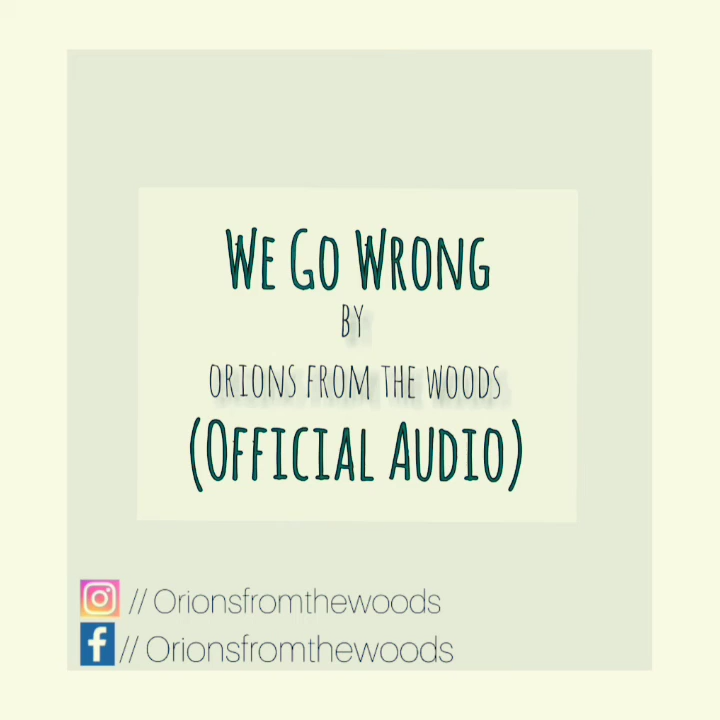 We Go Wrong
by
orions from the woods
(Official Audio)
// Orionsfromthewoods
// Orionsfromthewoods